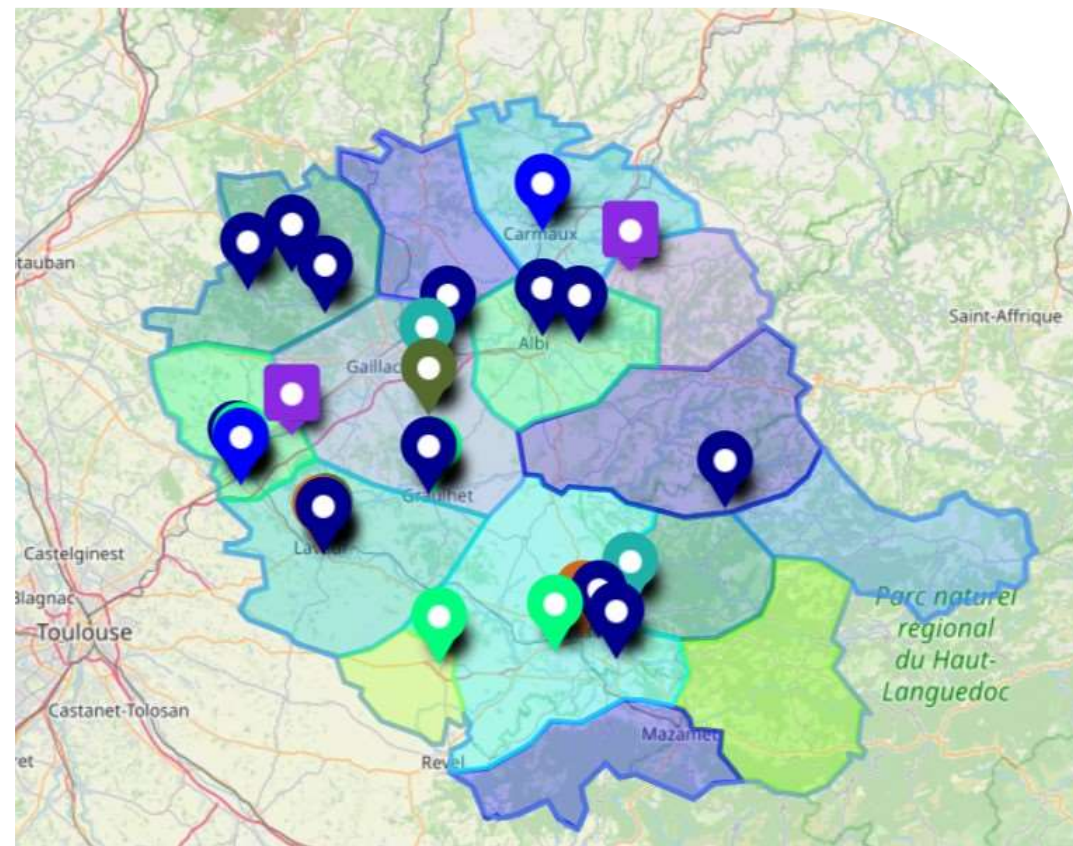 Carmaux
tauban
Saint-Affrique
Albi
Gaillac
Graulhet
Castelginest
Blagnac
Parc naturel
régional
du Haut-
Languedoc
Toulouse
Castanet-Tolosan
Mazamet
Revel
ret